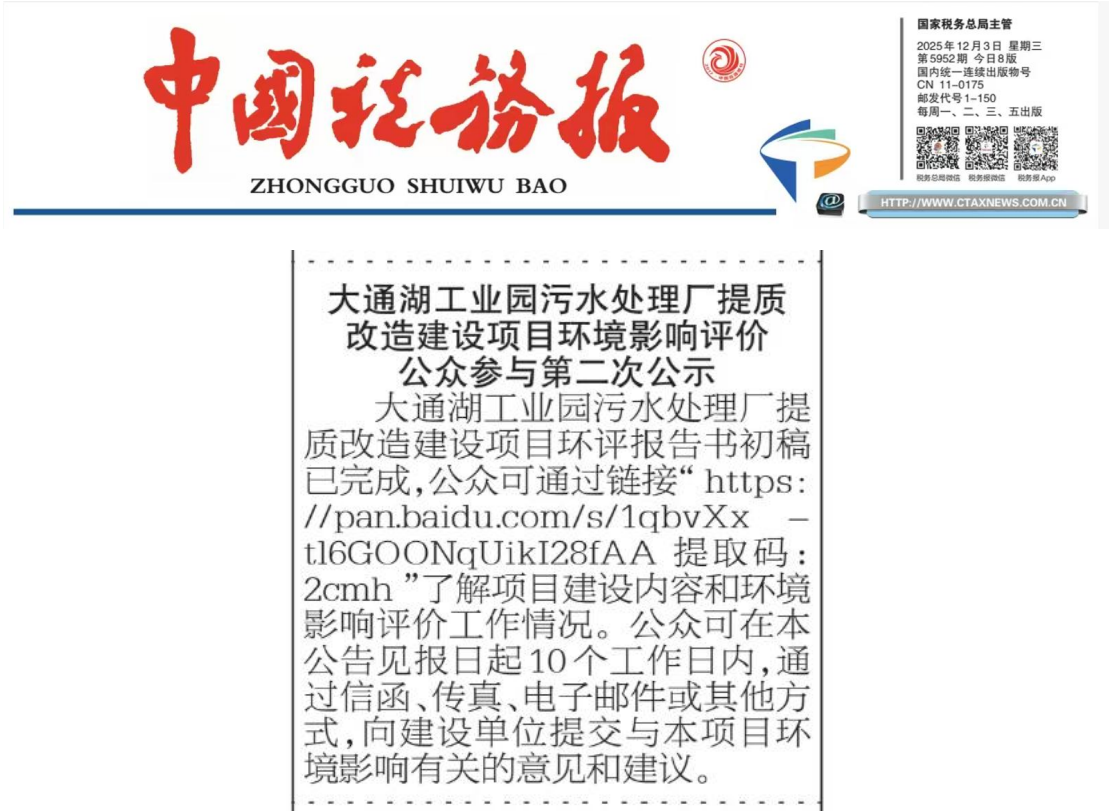 中國税务报
ZHONGGUO SHUIWU BAO
国家税务总局主管
2025年12月3日 星期三
第5952期 今日8版
国内统一连续出版物号
CN 11-0175
邮发代号1-150
每周一、二、三、五出版
税务总局微信 税务报微信 税务报App
@
HTTP://WWW.CTAXNEWS.COM.CN
大通湖工业园污水处理厂提质
改造建设项目环境影响评价
公众参与第二次公示
大通湖工业园污水处理厂提
质改造建设项目环评报告书初稿
已完成,公众可通过链接“ https:
//pan.baidu.com/s/1qbvXx –
tl6GOONqUikI28fAA 提取码:
2cmh ”了解项目建设内容和环境
影响评价工作情况。公众可在本
公告见报日起10个工作日内,通
过信函、传真、电子邮件或其他方
式,向建设单位提交与本项目环
境影响有关的意见和建议。